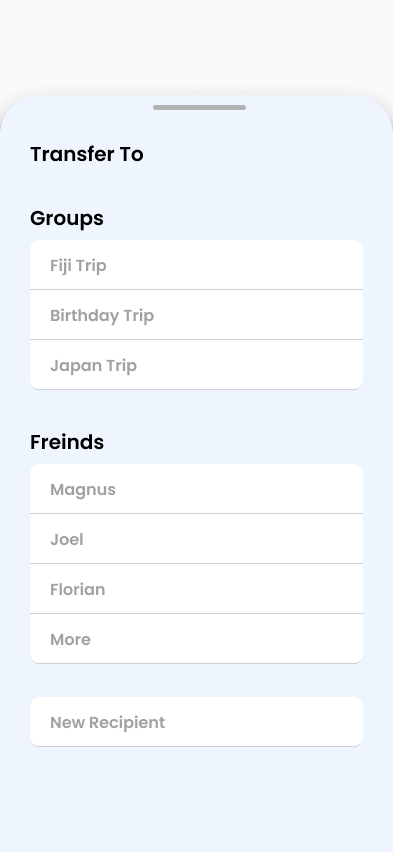 Transfer To
Groups
Fiji Trip
Birthday Trip
Japan Trip
Freinds
Magnus
Joel
Florian
More
New Recipient